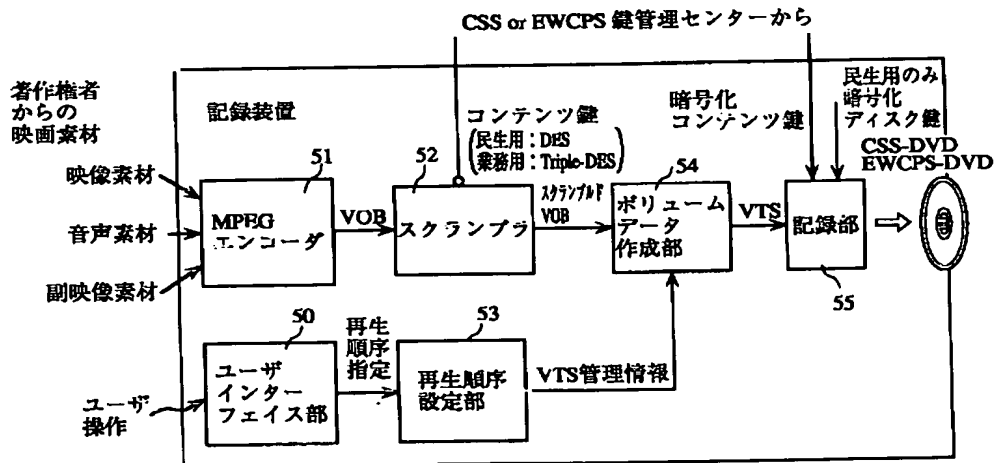 CSS or EWCPS 鍵管理センターから
著作権者
からの
映画素材
記録装置
コンテンツ鍵
(民生用:DES
業務用:Triple-DES)
暗号化
コンテンツ鍵
民生用のみ
暗号化
ディスク鍵
CSS-DVD
EWCPS-DVD
映像素材
音声素材
副映像素材
51
MPEG
エンコーダ
VOB
52
スクランブラ
スクランブルド
VOB
54
ボリューム
データ
作成部
VTS
記録部
55
50
ユーザ
インター
フェイス部
再生
順序
指定
53
再生順序
設定部
VTS管理情報
ユーザ
操作